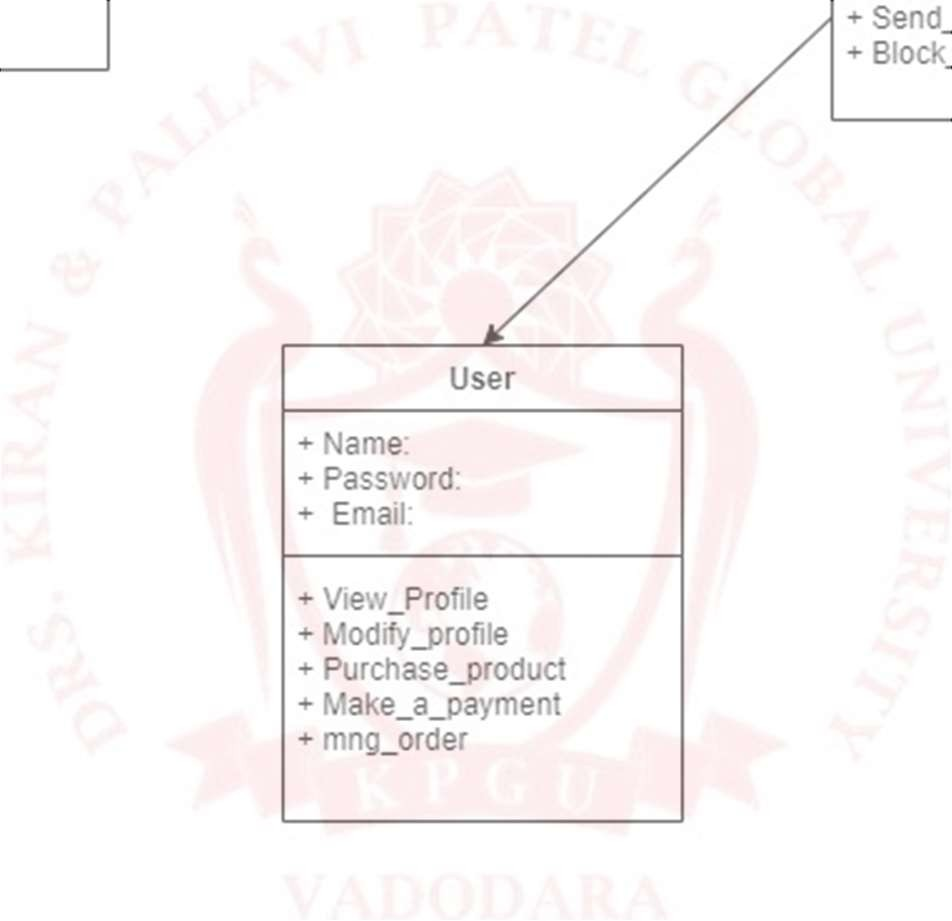 + Send_
+ Block_
User
+ Name:
+ Password:
+ Email:
+ View_Profile
+ Modify_profile
+ Purchase_product
+ Make_a_payment
+ mng_order
DRS. KIRAN & PALLAVI PATEL GLOBAL UNIVERSITY
KPGU
VADODARA